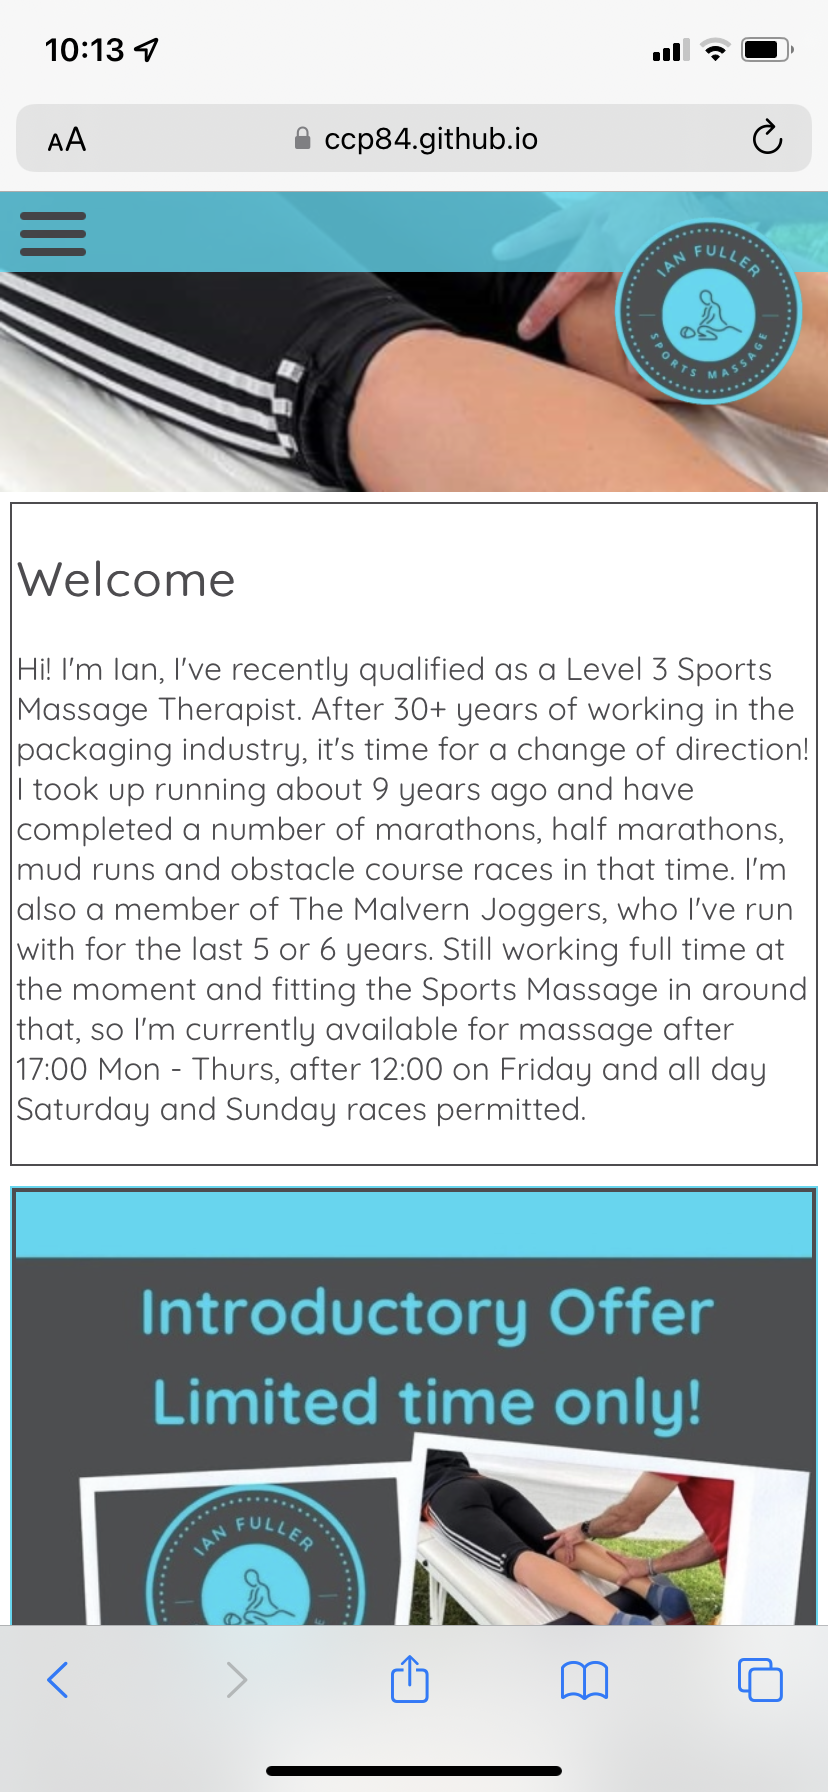 10:13
AA
ccp84.github.io
IAN FULLER
SPORTS MASSAGE
Welcome
Hi! I'm Ian, I've recently qualified as a Level 3 Sports
Massage Therapist. After 30+ years of working in the
packaging industry, it's time for a change of direction!
I took up running about 9 years ago and have
completed a number of marathons, half marathons,
mud runs and obstacle course races in that time. I'm
also a member of The Malvern Joggers, who I've run
with for the last 5 or 6 years. Still working full time at
the moment and fitting the Sports Massage in around
that, so I'm currently available for massage after
17:00 Mon - Thurs, after 12:00 on Friday and all day
Saturday and Sunday races permitted.
Introductory Offer
Limited time only!
IAN FULLER